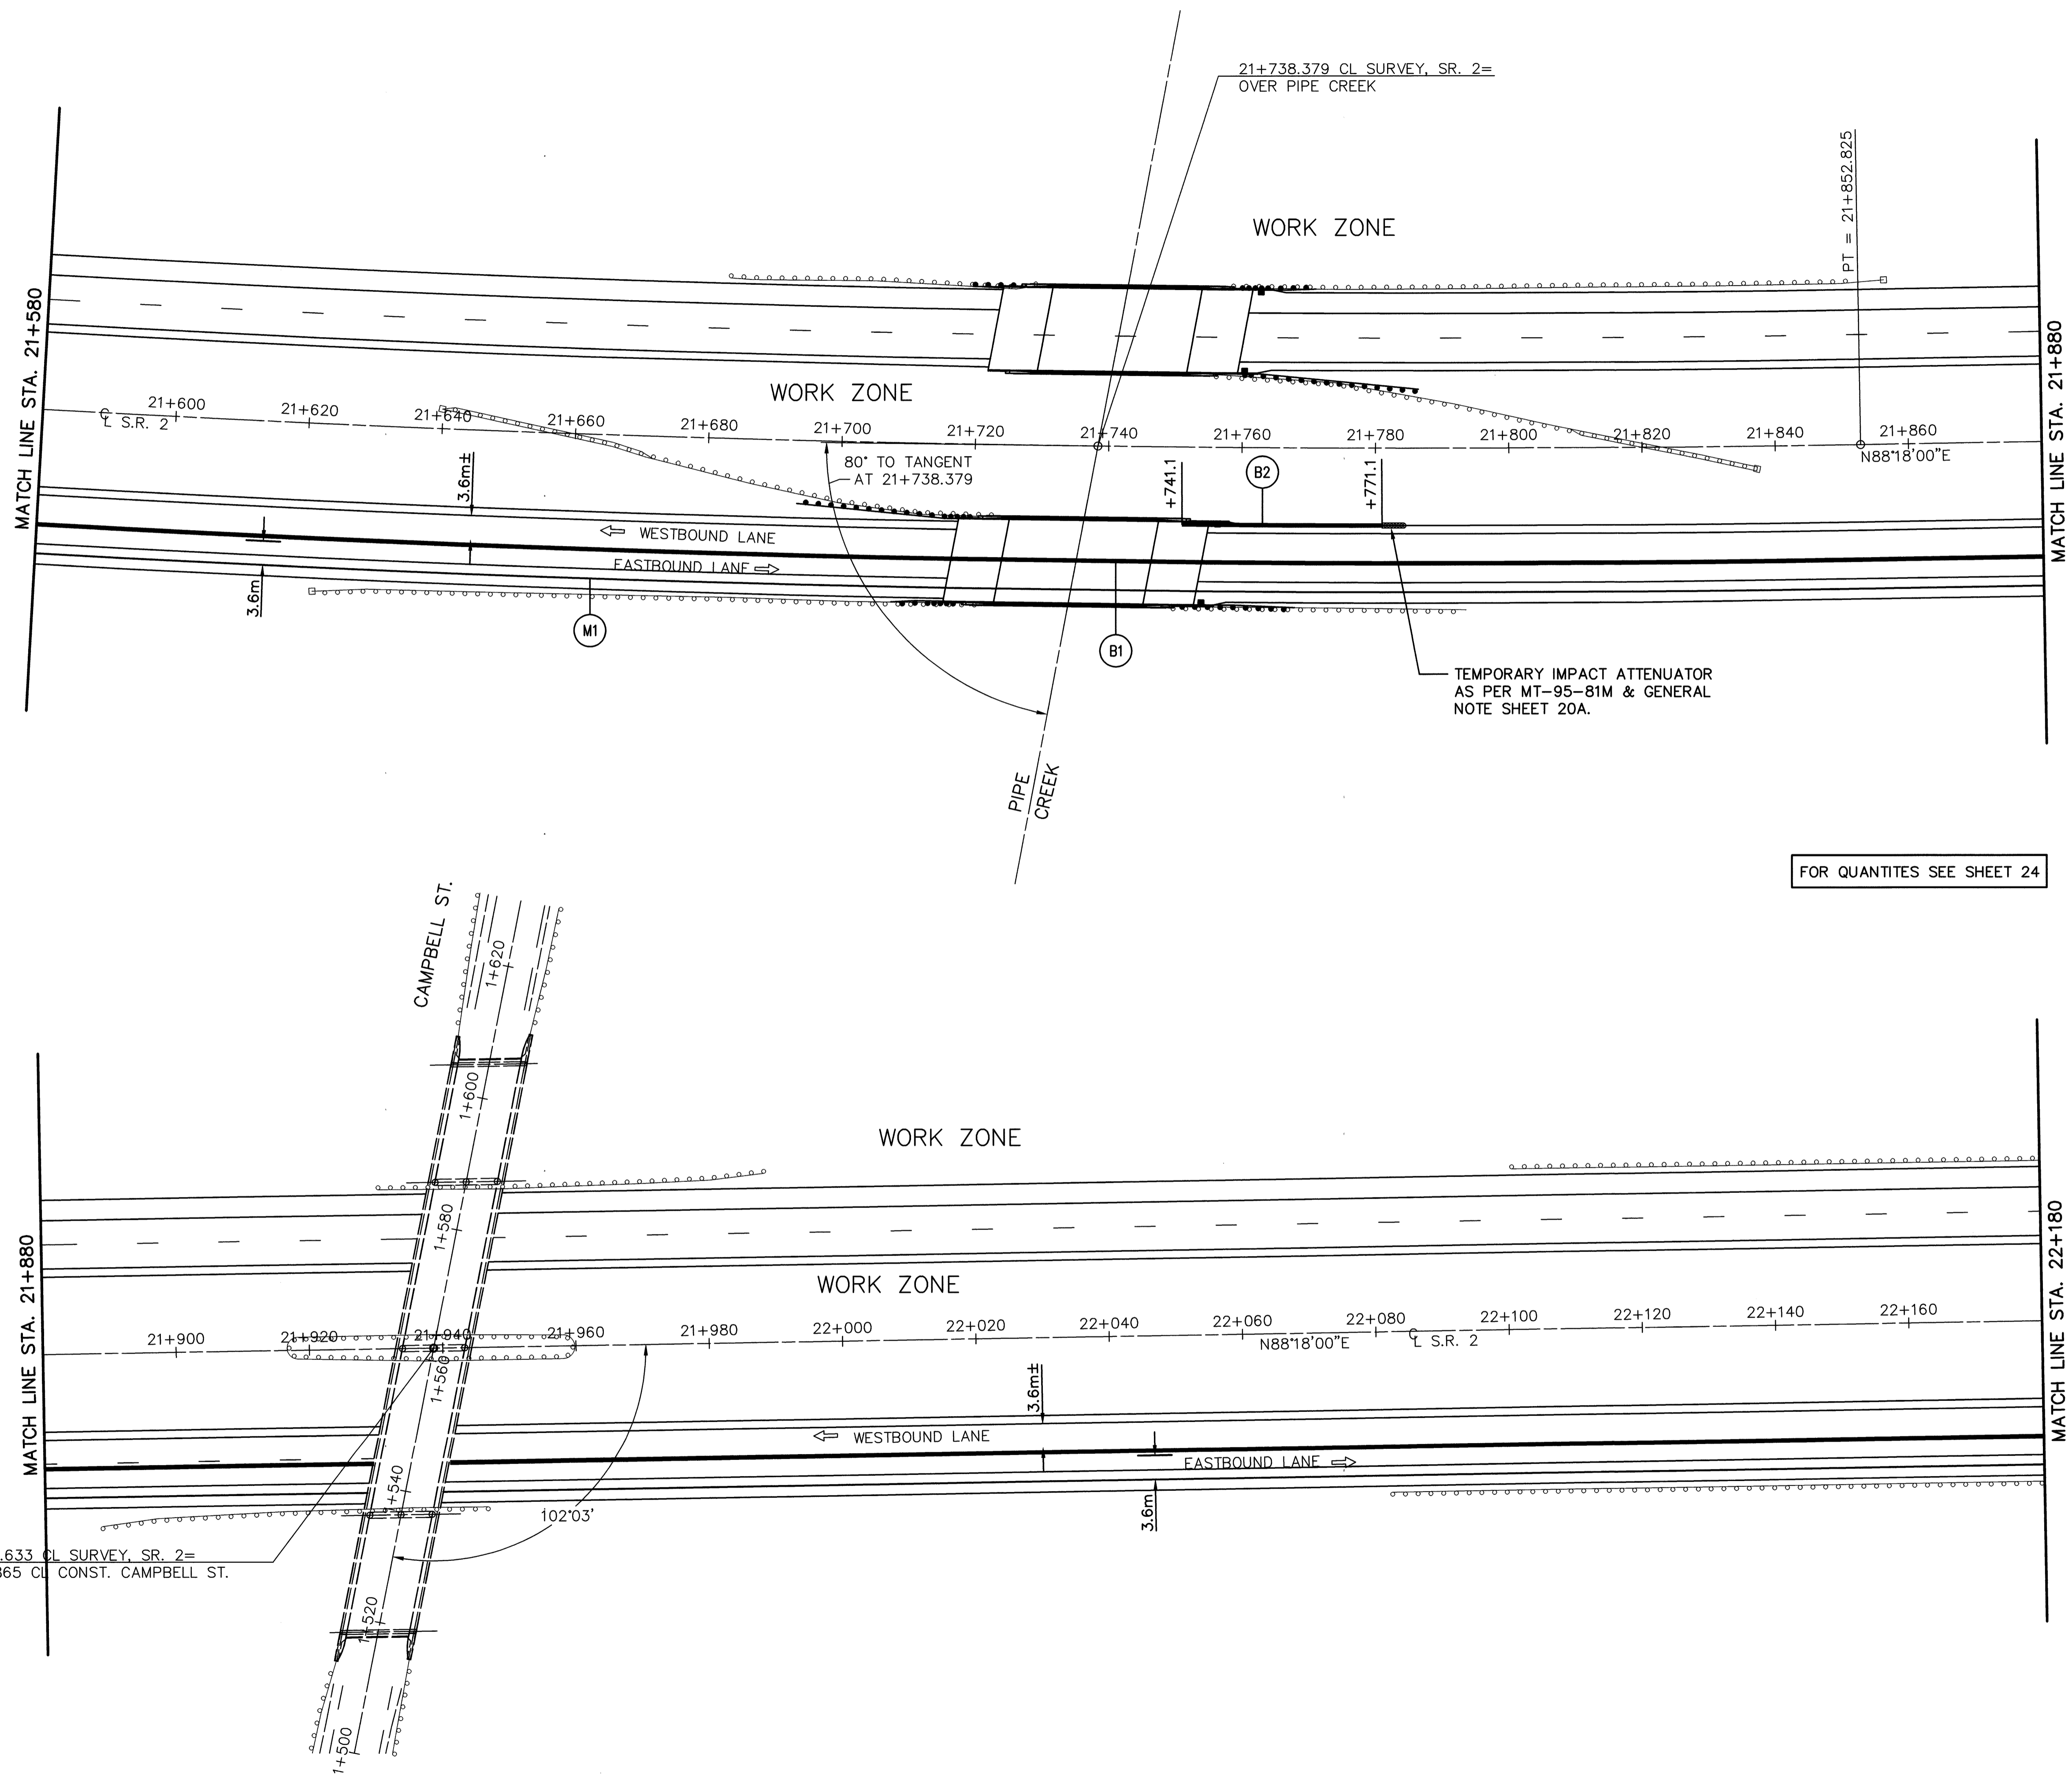 21+738.379 CL SURVEY, SR. 2=
OVER PIPE CREEK
PT = 21+852.825
WORK ZONE
MATCH LINE STA. 21+580
MATCH LINE STA. 21+880
WORK ZONE
℄ S.R. 2
21+600
21+620
21+640
21+660
21+680
21+700
21+720
21+740
21+760
21+780
21+800
21+820
21+840
21+860
N88°18'00"E
80° TO TANGENT
AT 21+738.379
3.6m±
+741.1
B2
+771.1
WESTBOUND LANE
EASTBOUND LANE
3.6m
M1
B1
TEMPORARY IMPACT ATTENUATOR
AS PER MT-95-81M & GENERAL
NOTE SHEET 20A.
PIPE
CREEK
FOR QUANTITES SEE SHEET 24
CAMPBELL ST.
1+620
1+600
1+580
1+560
1+540
1+520
1+500
WORK ZONE
WORK ZONE
MATCH LINE STA. 21+880
MATCH LINE STA. 22+180
21+900
21+920
21+940
21+960
21+980
22+000
22+020
22+040
22+060
22+080
22+100
22+120
22+140
22+160
N88°18'00"E
℄ S.R. 2
3.6m±
WESTBOUND LANE
EASTBOUND LANE
3.6m
102°03'
.633 CL SURVEY, SR. 2=
365 CL CONST. CAMPBELL ST.